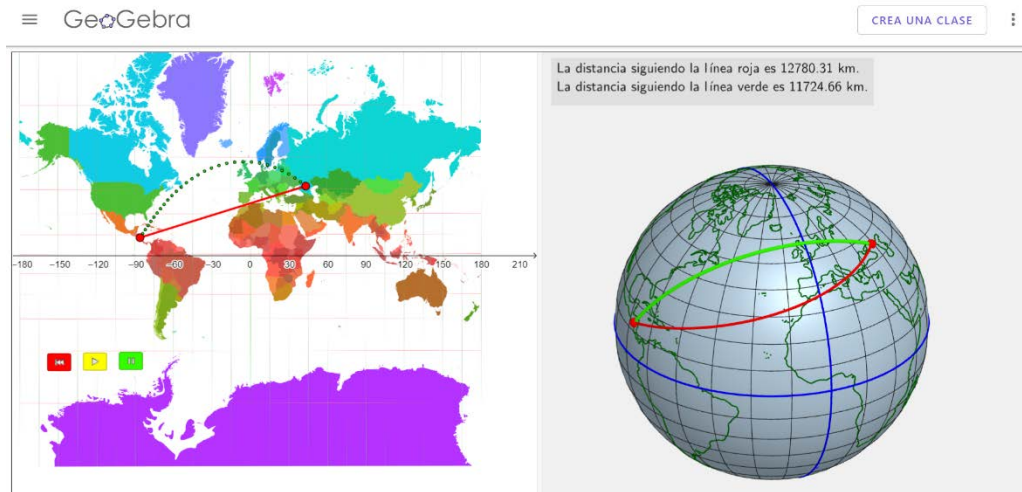 GeoGebra
CREA UNA CLASE
La distancia siguiendo la línea roja es 12780.31 km.
La distancia siguiendo la línea verde es 11724.66 km.
−180 −150 −120 −90 −60 −30 0 30 60 90 120 150 180 210